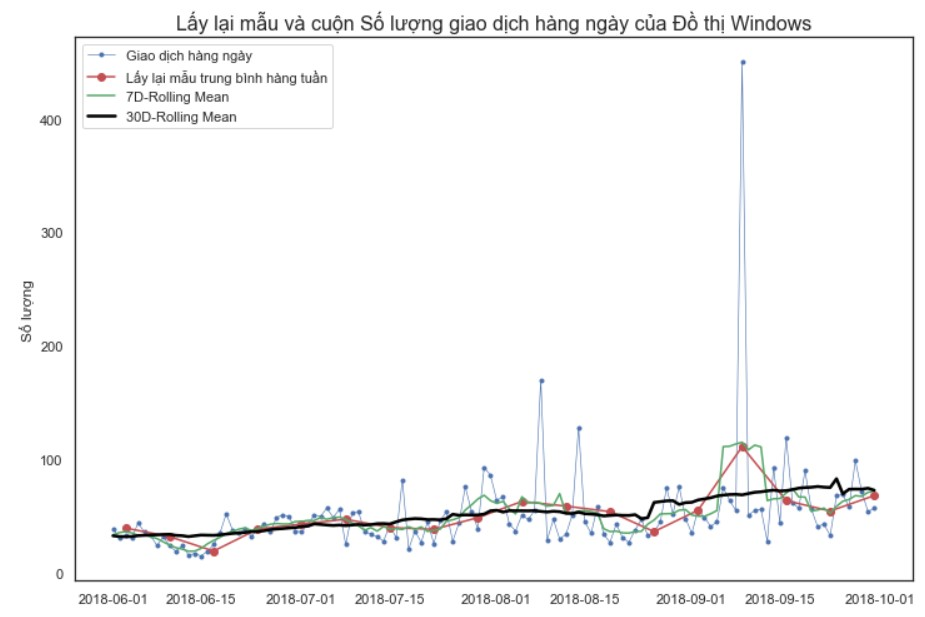 Lấy lại mẫu và cuộn Số lượng giao dịch hàng ngày của Đồ thị Windows
Giao dịch hàng ngày
Lấy lại mẫu trung bình hàng tuần
7D-Rolling Mean
30D-Rolling Mean
Số lượng
400
300
200
100
0
2018-06-01
2018-06-15
2018-07-01
2018-07-15
2018-08-01
2018-08-15
2018-09-01
2018-09-15
2018-10-01